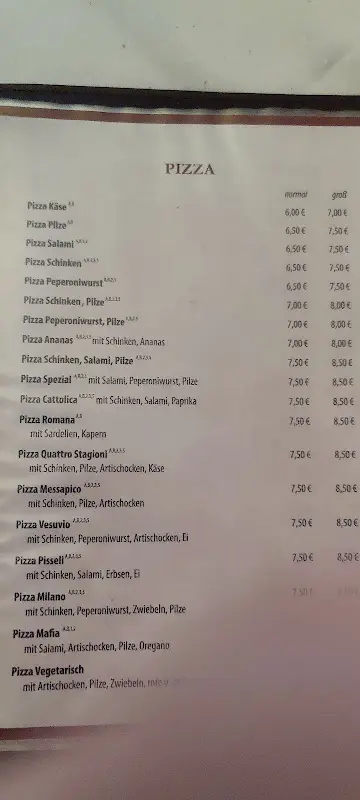 PIZZA
normal groß
Pizza Käse 6,00 € 7,00 €
Pizza Pilze 6,50 € 7,50 €
Pizza Salami 6,50 € 7,50 €
Pizza Schinken 6,50 € 7,50 €
Pizza Peperoniwurst 6,50 € 7,50 €
Pizza Schinken, Pilze 7,00 € 8,00 €
Pizza Peperoniwurst, Pilze 7,00 € 8,00 €
Pizza Ananas mit Schinken, Ananas 7,00 € 8,00 €
Pizza Schinken, Salami, Pilze 7,50 € 8,50 €
Pizza Spezial mit Salami, Peperoniwurst, Pilze 7,50 € 8,50 €
Pizza Cattolica mit Schinken, Salami, Paprika 7,50 € 8,50 €
Pizza Romana 7,50 € 8,50 €
mit Sardellen, Kapern
Pizza Quattro Stagioni 7,50 € 8,50 €
mit Schinken, Pilze, Artischocken, Käse
Pizza Messapico 7,50 € 8,50 €
mit Schinken, Pilze, Artischocken
Pizza Vesuvio 7,50 € 8,50 €
mit Schinken, Peperoniwurst, Artischocken, Ei
Pizza Pissell 7,50 € 8,50 €
mit Schinken, Salami, Erbsen, Ei
Pizza Milano 7,50 €
mit Schinken, Peperoniwurst, Zwiebeln, Pilze
Pizza Mafia
mit Salami, Artischocken, Pilze, Oregano
Pizza Vegetarisch
mit Artischocken, Pilze, Zwiebeln,